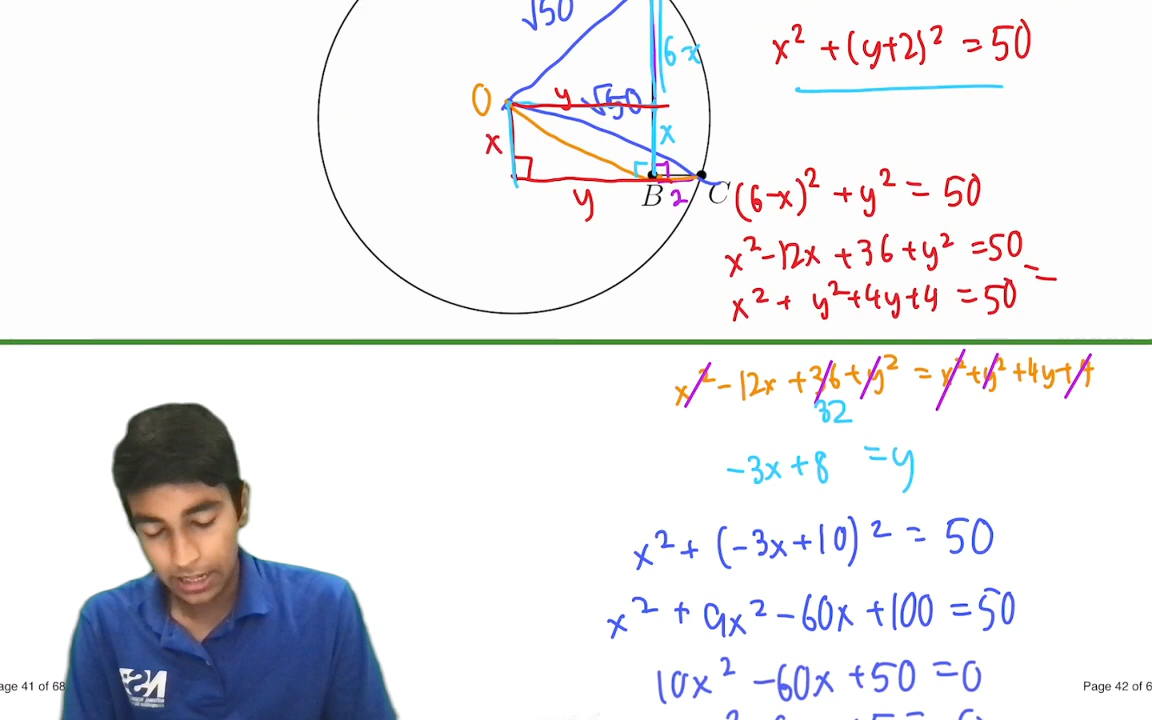 √50
x² + (y+2)² = 50
6-x
O
y
√50
x
x
B
2
C
y
(6-x)² + y² = 50
x² - 12x + 36 + y² = 50
=
x² + y² + 4y + 4 = 50
x² - 12x + 36 + y² = x² + y² + 4y + 4
32
-3x + 8 = y
x² + (-3x + 10)² = 50
x² + 9x² - 60x + 100 = 50
10x² - 60x + 50 = 0
age 41 of 68
Page 42 of 6